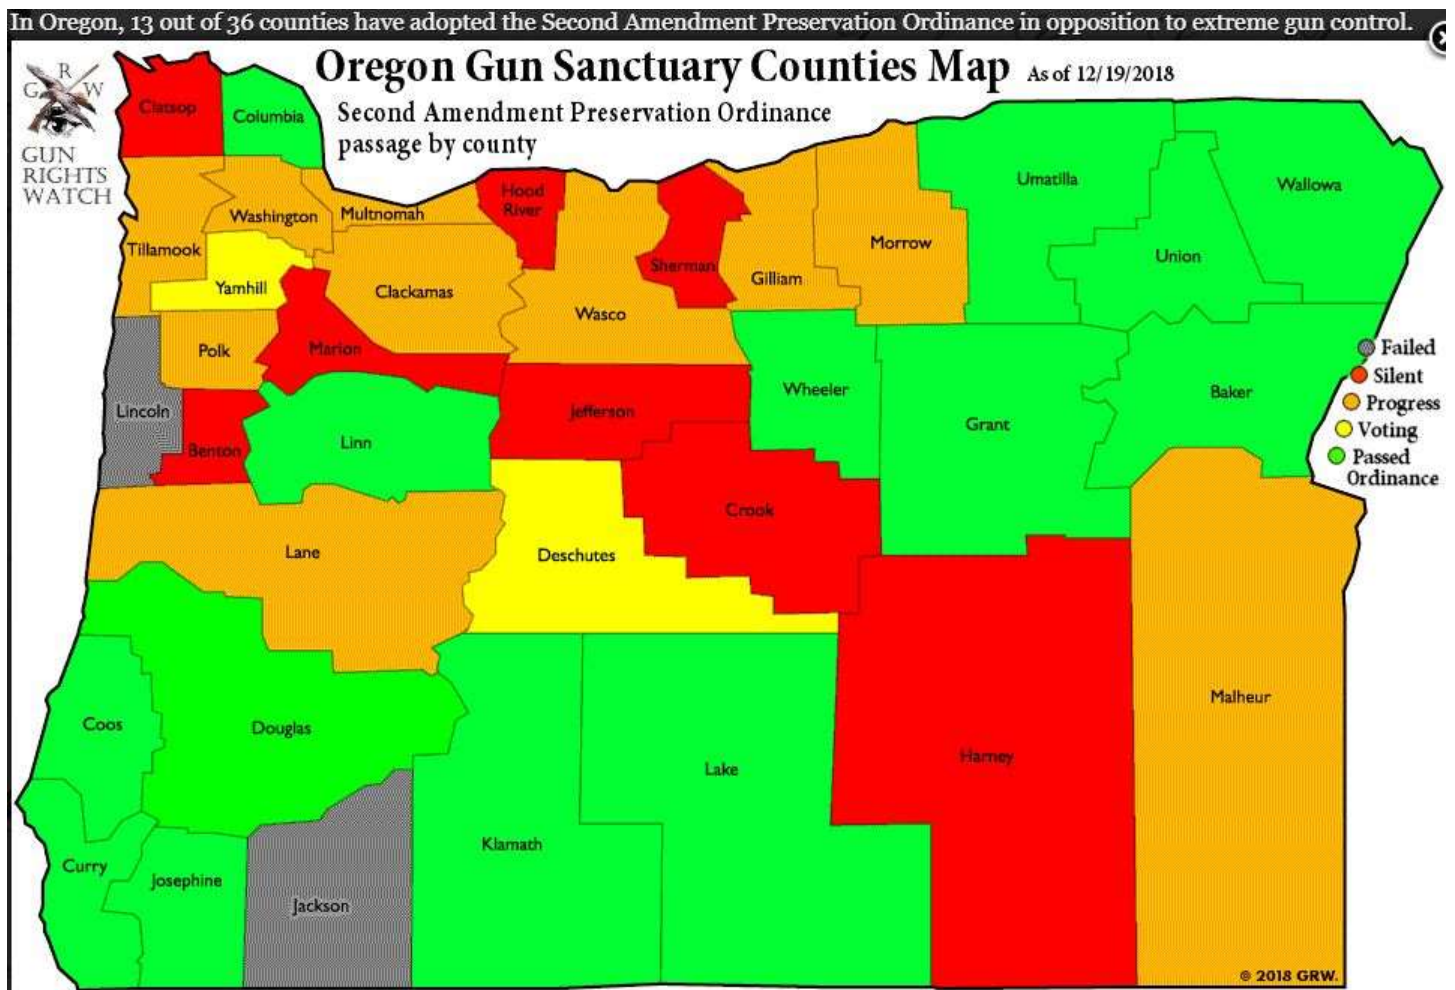 In Oregon, 13 out of 36 counties have adopted the Second Amendment Preservation Ordinance in opposition to extreme gun control.
Oregon Gun Sanctuary Counties Map As of 12/19/2018
Second Amendment Preservation Ordinance
passage by county
R
G W
GUN
RIGHTS
WATCH
Clatsop
Columbia
Tillamook
Washington
Multnomah
Hood
River
Sherman
Gilliam
Morrow
Umatilla
Union
Wallowa
Yamhill
Clackamas
Wasco
Polk
Marion
Lincoln
Benton
Linn
Jefferson
Wheeler
Grant
Baker
Failed
Silent
Progress
Voting
Passed
Ordinance
Lane
Deschutes
Crook
Coos
Douglas
Lake
Harney
Malheur
Curry
Josephine
Jackson
Klamath
© 2018 GRW.